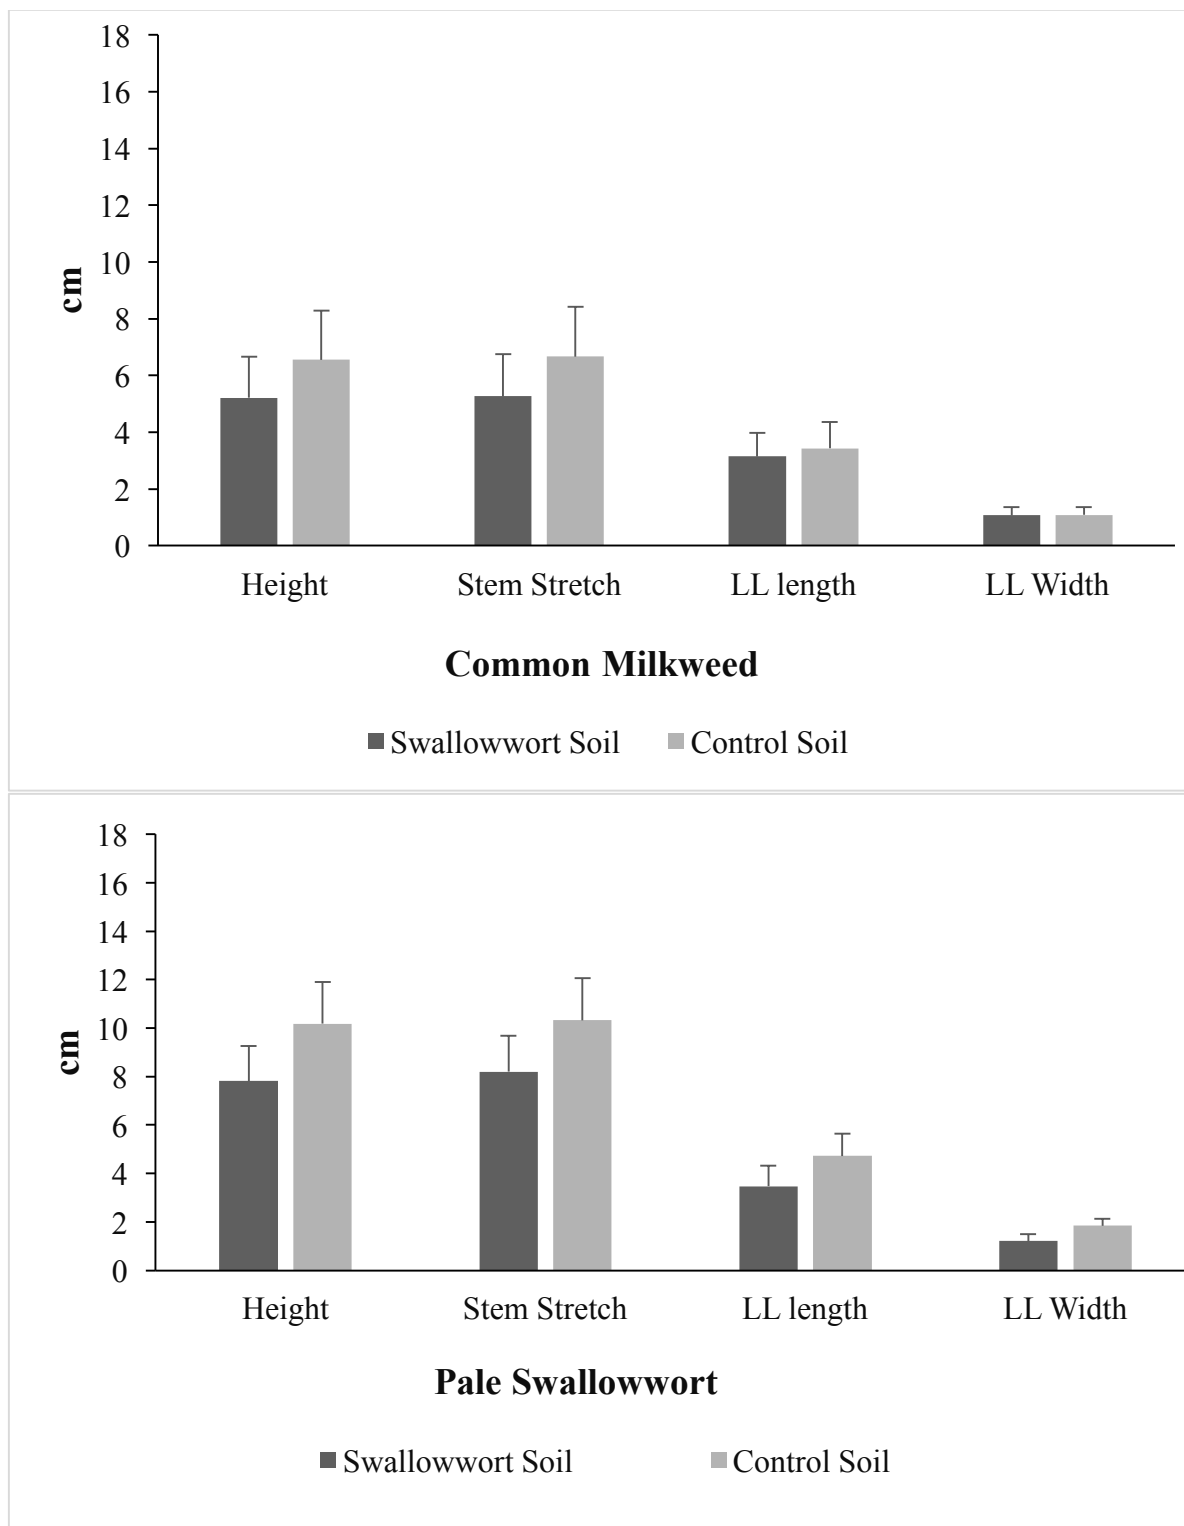 18
16
14
12
10
8
6
4
2
0
cm
Height Stem Stretch LL length LL Width
Common Milkweed
Swallowwort Soil Control Soil
18
16
14
12
10
8
6
4
2
0
cm
Height Stem Stretch LL length LL Width
Pale Swallowwort
Swallowwort Soil Control Soil